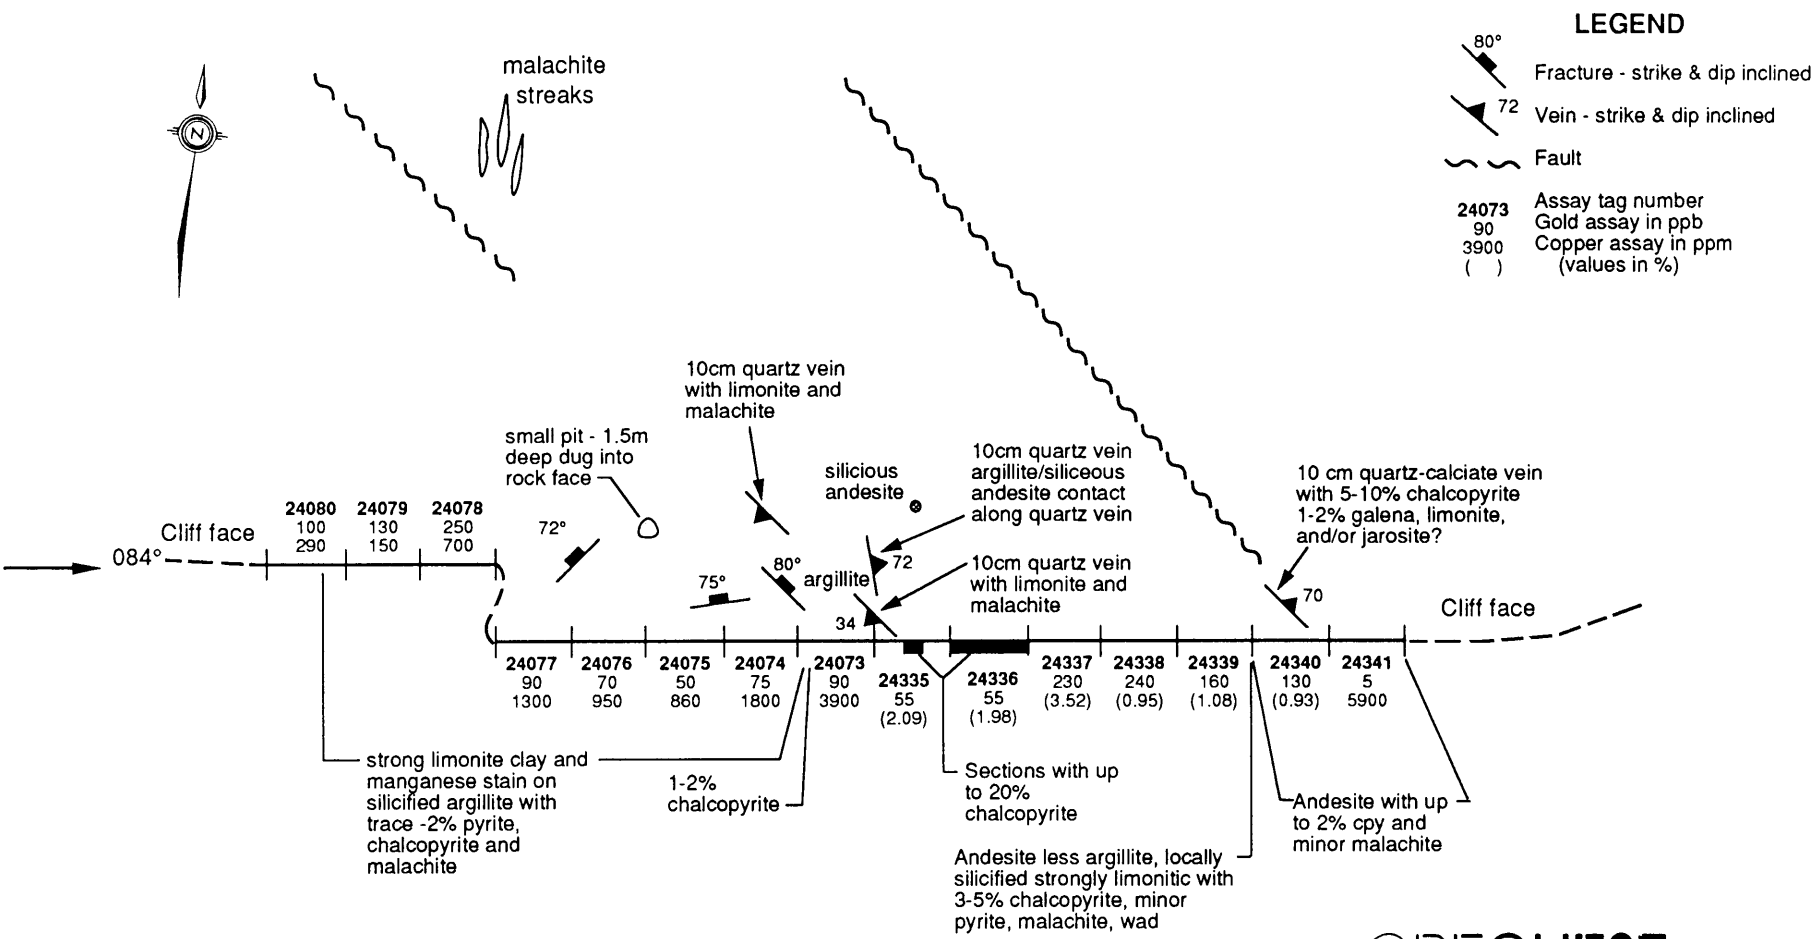 LEGEND
80°
Fracture - strike & dip inclined
72
Vein - strike & dip inclined
Fault
24073
Assay tag number
90
Gold assay in ppb
3900
Copper assay in ppm
( )
(values in %)
malachite
streaks
N
10cm quartz vein
with limonite and
malachite
small pit - 1.5m
deep dug into
rock face
silicious
andesite
10cm quartz vein
argillite/siliceous
andesite contact
along quartz vein
10 cm quartz-calciate vein
with 5-10% chalcopyrite
1-2% galena, limonite,
and/or jarosite?
Cliff face
084°
24080
100
290
24079
130
150
24078
250
700
72°
75°
80°
argillite
72
34
10cm quartz vein
with limonite and
malachite
70
Cliff face
24077
90
1300
24076
70
950
24075
50
860
24074
75
1800
24073
90
3900
24335
55
(2.09)
24336
55
(1.98)
24337
230
(3.52)
24338
240
(0.95)
24339
160
(1.08)
24340
130
(0.93)
24341
5
5900
strong limonite clay and
manganese stain on
silicified argillite with
trace -2% pyrite,
chalcopyrite and
malachite
1-2%
chalcopyrite
Sections with up
to 20%
chalcopyrite
Andesite less argillite, locally
silicified strongly limonitic with
3-5% chalcopyrite, minor
pyrite, malachite, wad
Andesite with up
to 2% cpy and
minor malachite